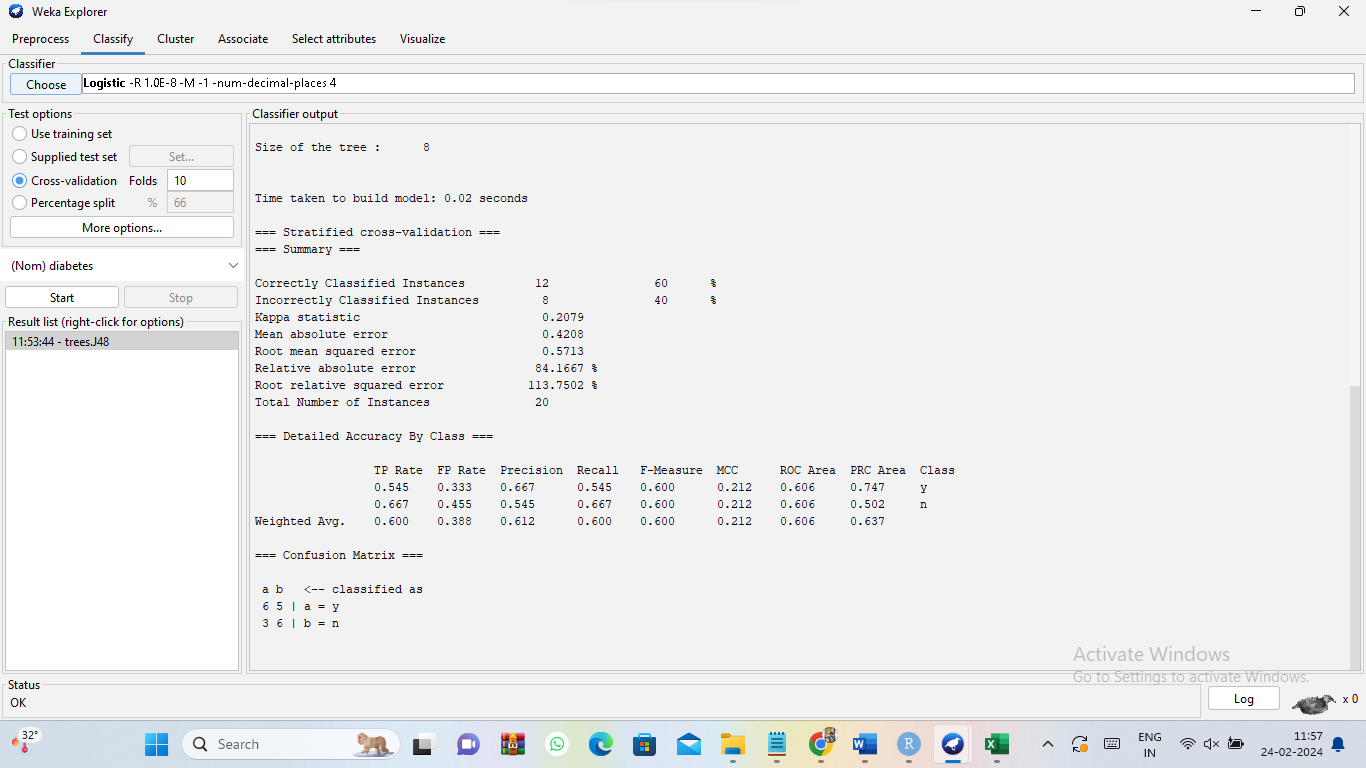 Weka Explorer
Preprocess Classify Cluster Associate Select attributes Visualize
Classifier
Choose Logistic -R 1.0E-8 -M -1 -num-decimal-places 4
Test options
Use training set
Supplied test set Set...
Cross-validation Folds 10
Percentage split % 66
More options...
(Nom) diabetes
Start Stop
Result list (right-click for options)
11:53:44 - trees.J48
Classifier output
Size of the tree : 8
Time taken to build model: 0.02 seconds
=== Stratified cross-validation ===
=== Summary ===
Correctly Classified Instances 12 60 %
Incorrectly Classified Instances 8 40 %
Kappa statistic 0.2079
Mean absolute error 0.4208
Root mean squared error 0.5713
Relative absolute error 84.1667 %
Root relative squared error 113.7502 %
Total Number of Instances 20
=== Detailed Accuracy By Class ===
TP Rate FP Rate Precision Recall F-Measure MCC ROC Area PRC Area Class
0.545 0.333 0.667 0.545 0.600 0.212 0.606 0.747 y
0.667 0.455 0.545 0.667 0.600 0.212 0.606 0.502 n
Weighted Avg. 0.600 0.388 0.612 0.600 0.600 0.212 0.606 0.637
=== Confusion Matrix ===
a b <-- classified as
6 5 | a = y
3 6 | b = n
Activate Windows
Go to Settings to activate Windows.
Status
OK
Log x 0
32°
Search
W
R
X
ENG
IN
11:57
24-02-2024